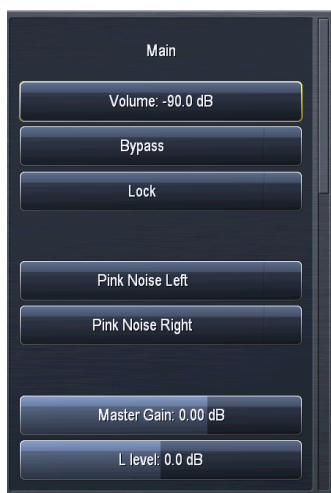 Main
Volume: -90.0 dB
Bypass
Lock
Pink Noise Left
Pink Noise Right
Master Gain: 0.00 dB
L level: 0.0 dB